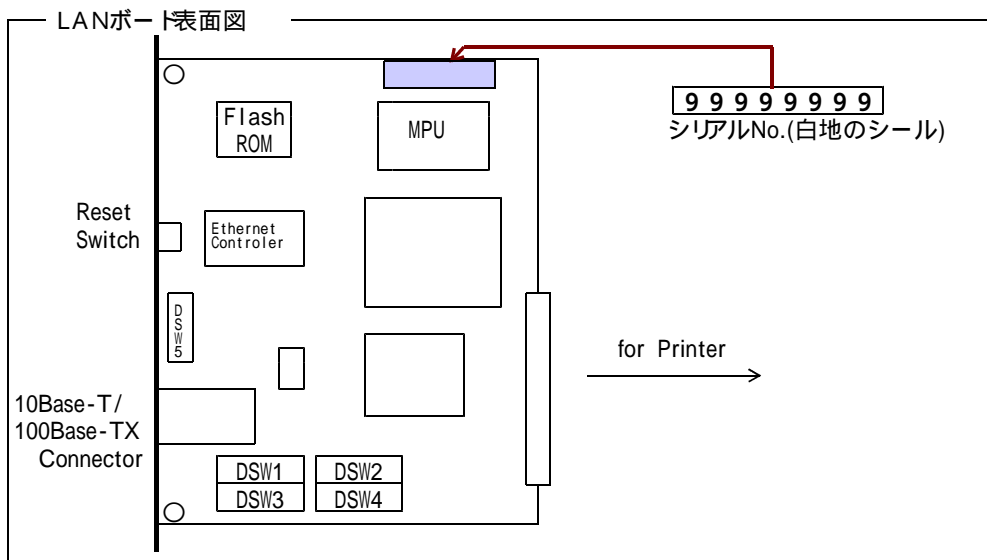 LANボード表面図
99999999
シリアルNo.(白地のシール)
Flash
ROM
MPU
Reset
Switch
Ethernet
Controler
DSW5
for Printer
10Base-T/
100Base-TX
Connector
DSW1
DSW2
DSW3
DSW4